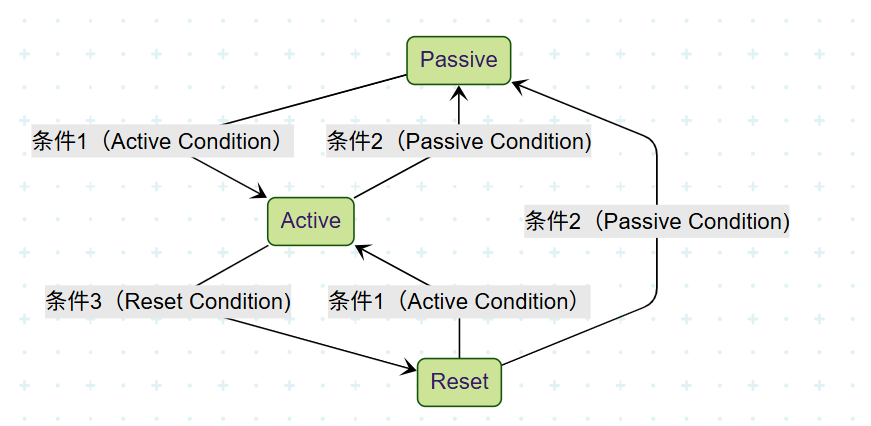 Passive
条件1（Active Condition）
条件2（Passive Condition)
Active
条件2（Passive Condition)
条件3（Reset Condition)
条件1（Active Condition）
Reset